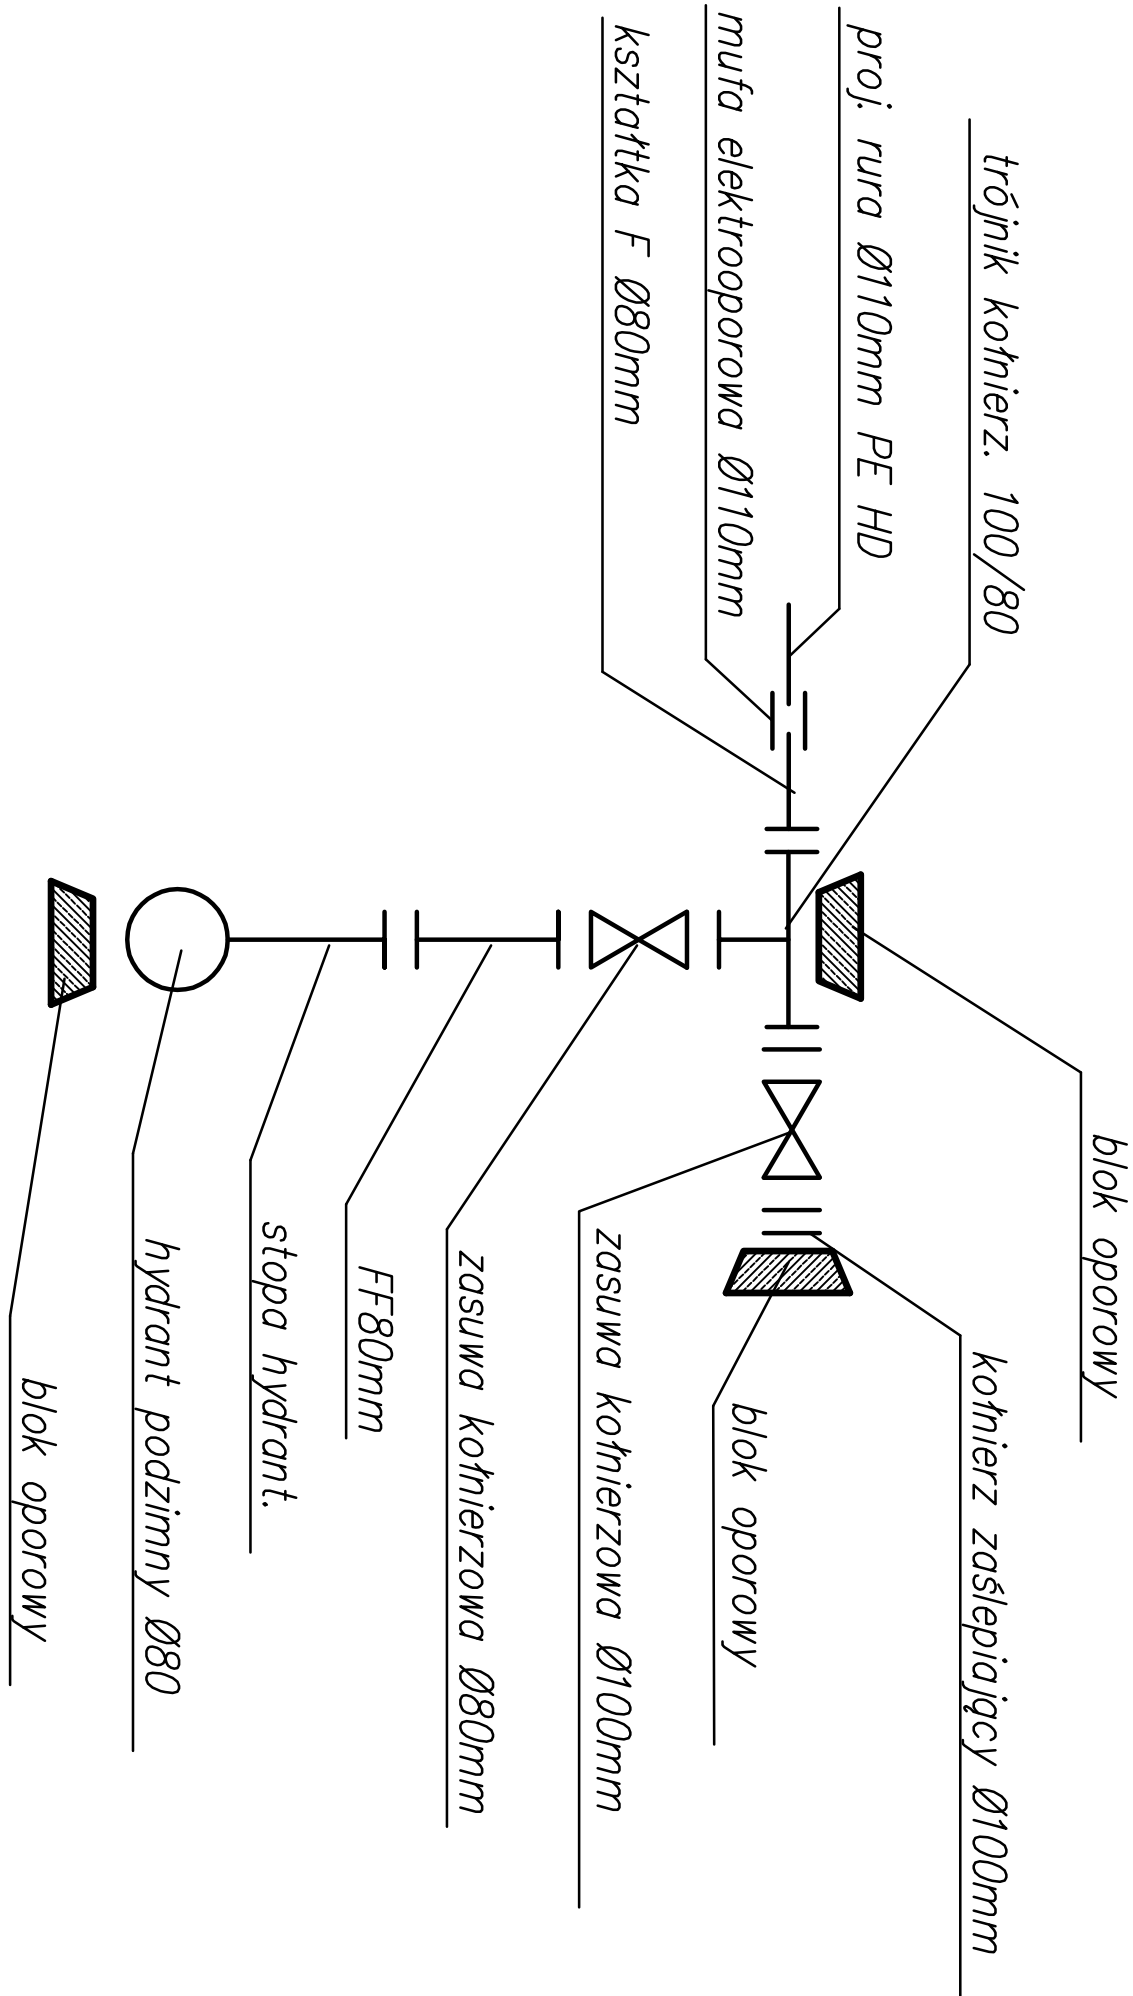 blok oporowy
trójnik kołnierz. 100/80
kołnierz zaślepiający Ø100mm
proj. rura Ø110mm PE HD
mufa elektrooporowa Ø110mm
blok oporowy
kształtka F Ø80mm
zasuwa kołnierzowa Ø100mm
zasuwa kołnierzowa Ø80mm
FF80mm
stopa hydrant.
hydrant podzimny Ø80
blok oporowy